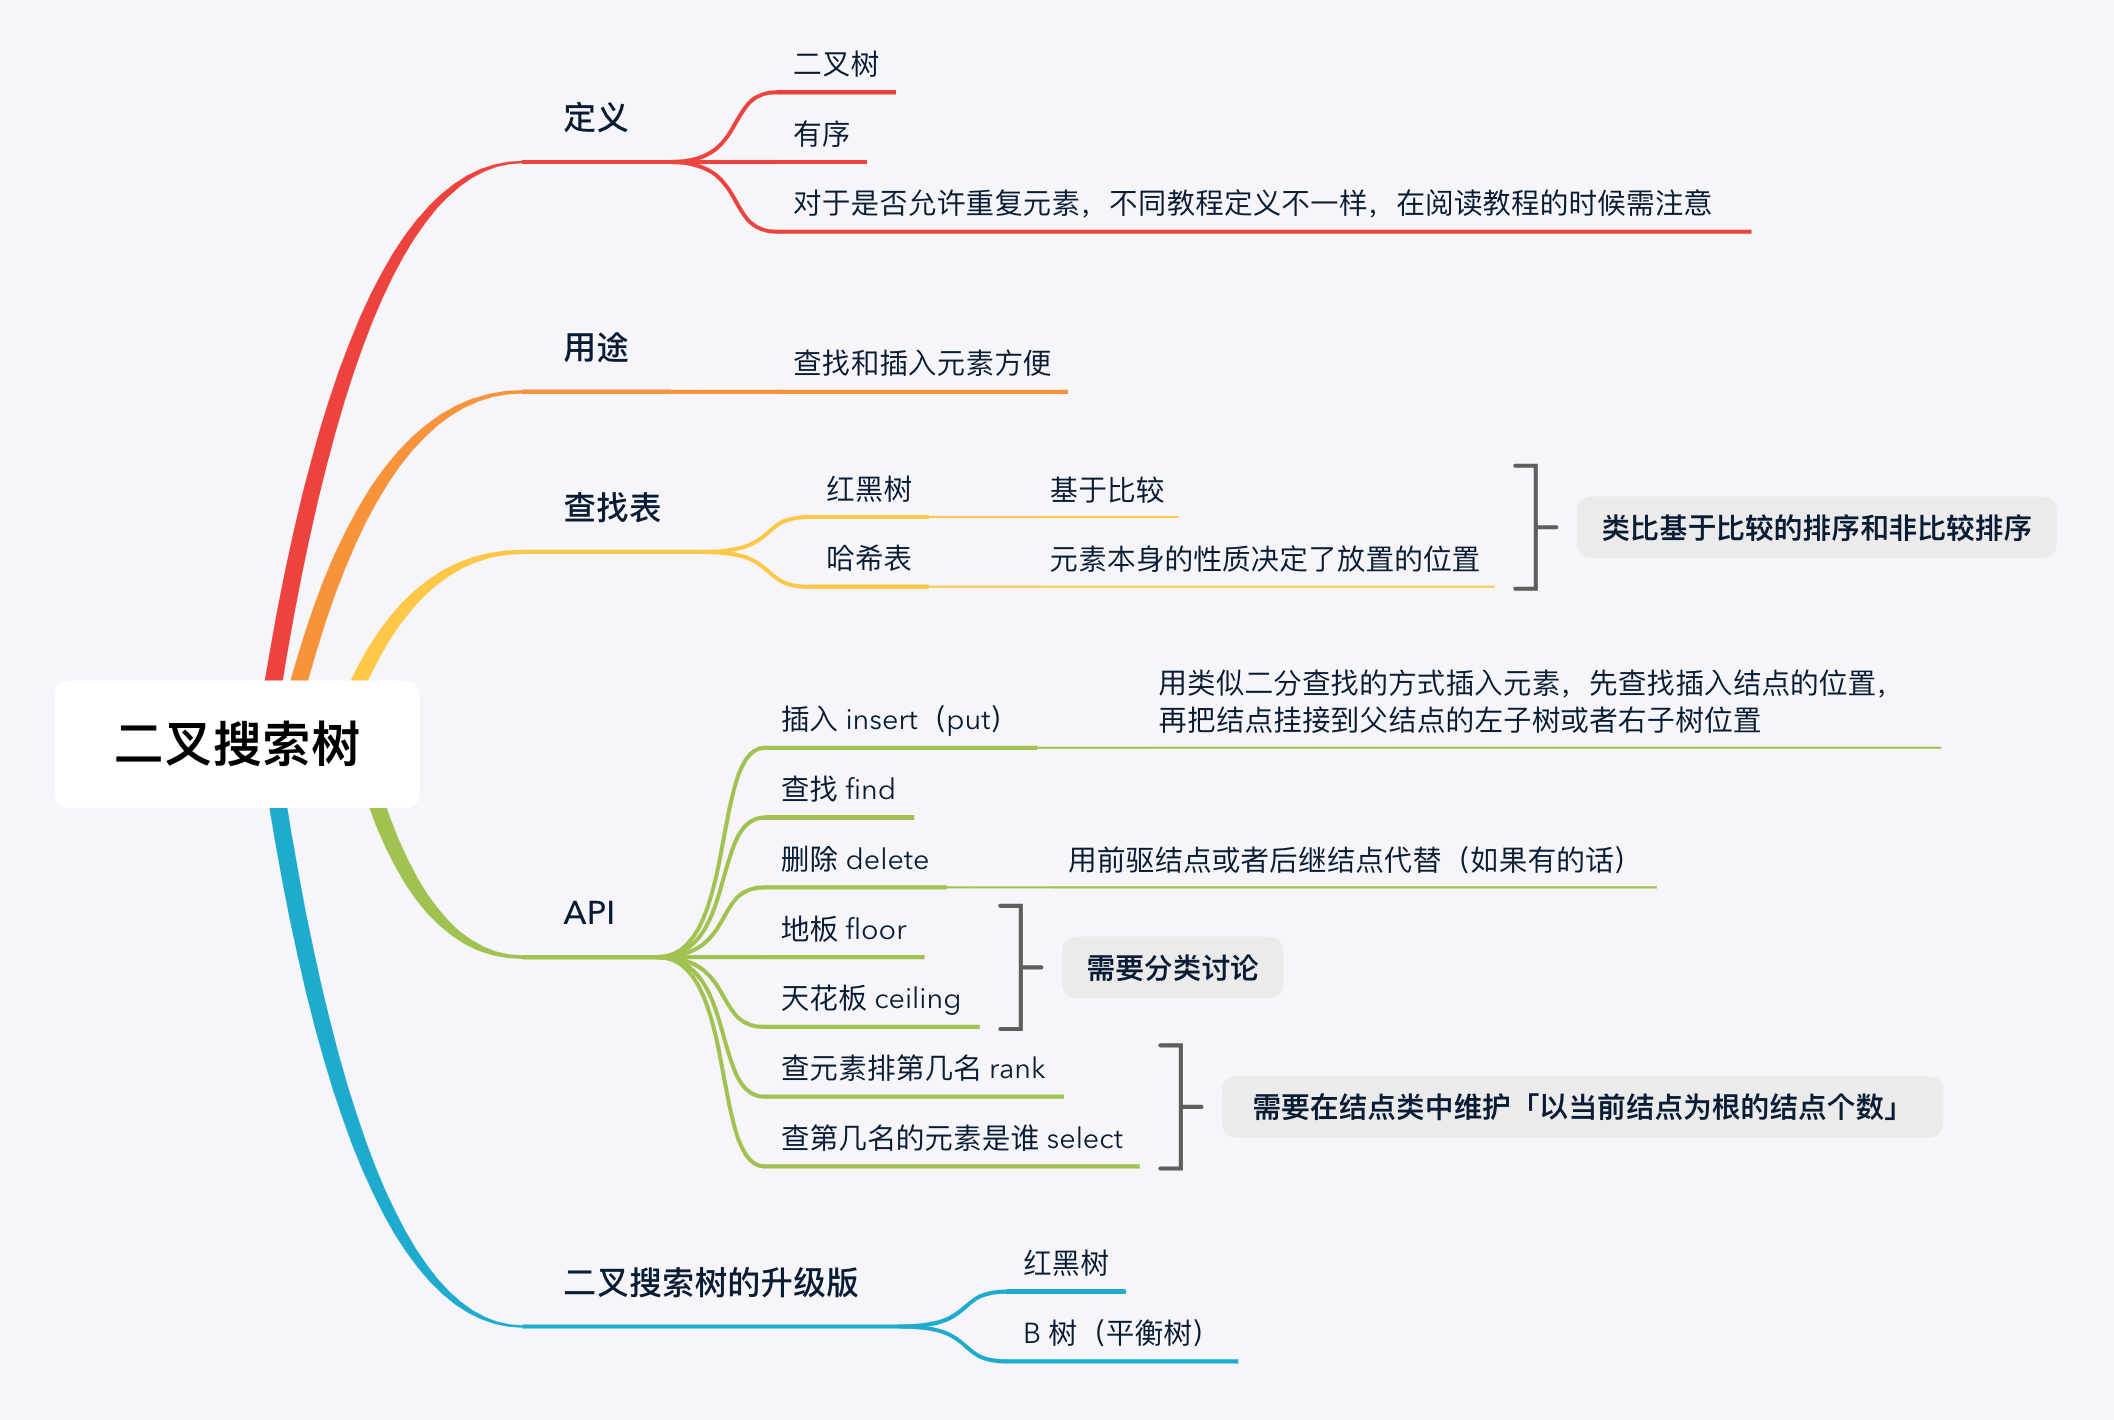 二叉搜索树
定义
二叉树
有序
对于是否允许重复元素，不同教程定义不一样，在阅读教程的时候需注意
用途
查找和插入元素方便
查找表
红黑树
基于比较
哈希表
元素本身的性质决定了放置的位置
类比基于比较的排序和非比较排序
API
插入 insert（put）
用类似二分查找的方式插入元素，先查找插入结点的位置，
再把结点挂接到父结点的左子树或者右子树位置
查找 find
删除 delete
用前驱结点或者后继结点代替（如果有的话）
地板 floor
天花板 ceiling
需要分类讨论
查元素排第几名 rank
查第几名的元素是谁 select
需要在结点类中维护「以当前结点为根的结点个数」
二叉搜索树的升级版
红黑树
B 树（平衡树）